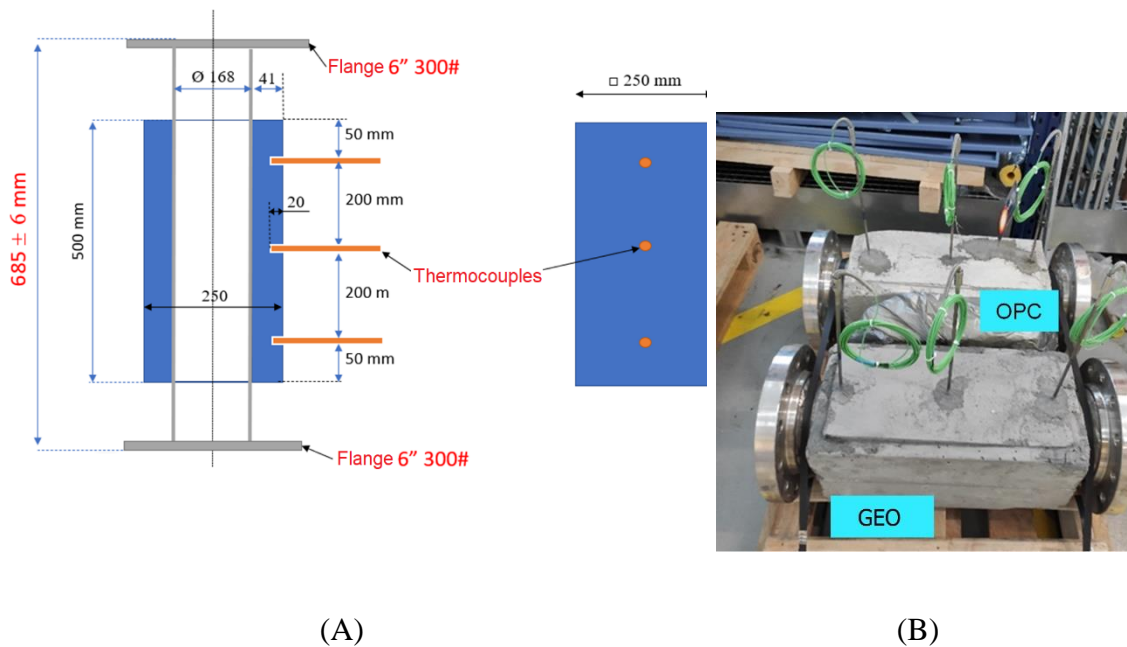 Flange 6” 300#
Ø 168
41
□ 250 mm
50 mm
200 mm
20
685 ± 6 mm
500 mm
Thermocouples
250
200 m
50 mm
Flange 6” 300#
OPC
GEO
(A)
(B)